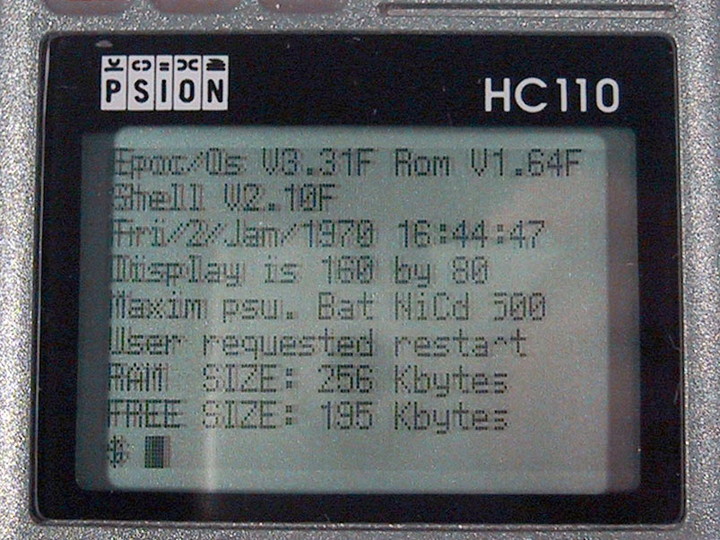 PSION
HC110
Epoc/Os V3.31F Rom V1.64F
Shell V2.10F
Fri/2/Jan/1970 16:44:47
Display is 160 by 80
Maxim psu. Bat NiCd 500
User requested restart
RAM SIZE: 256 Kbytes
FREE SIZE: 195 Kbytes
$